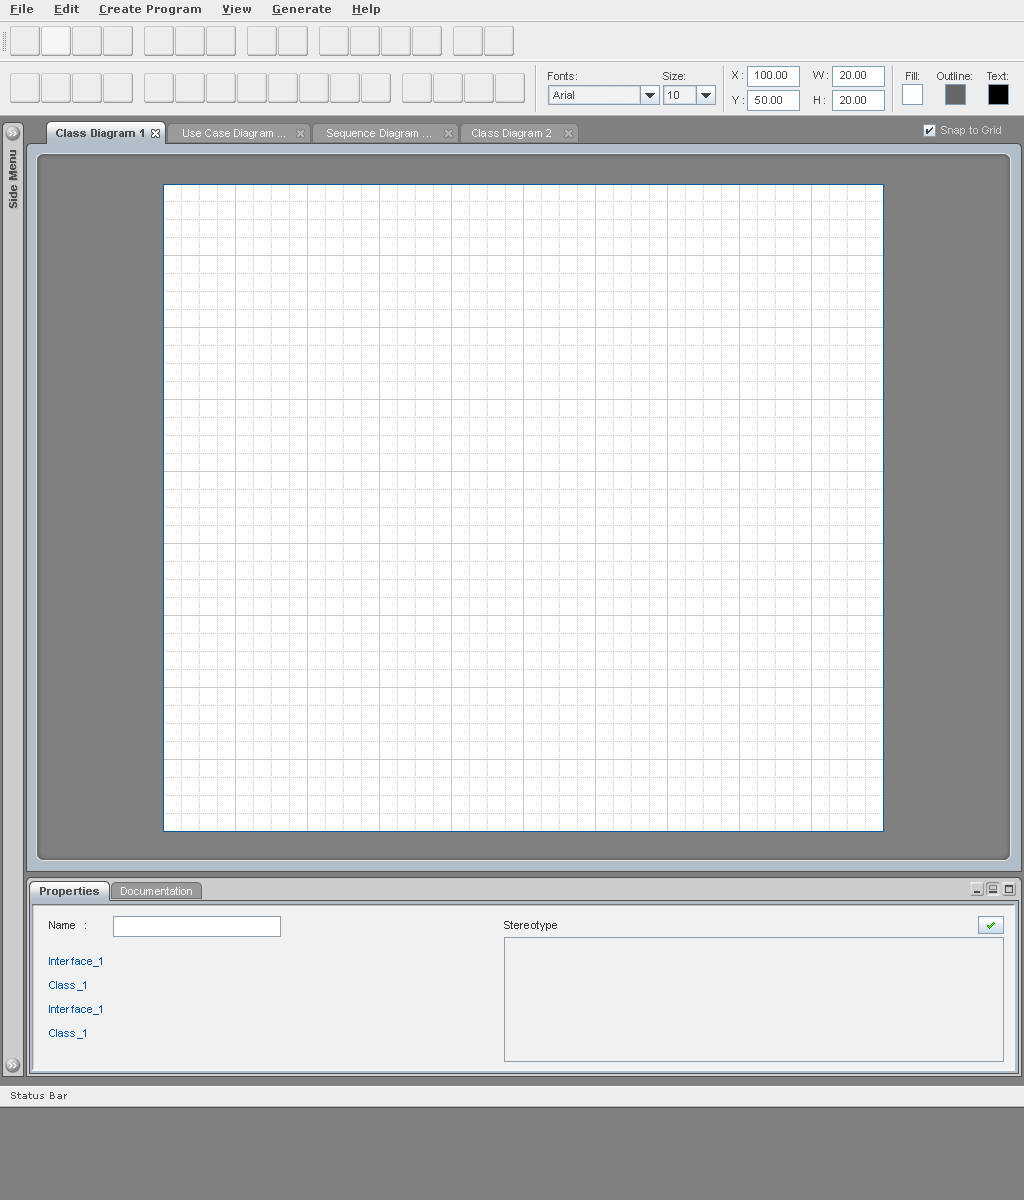 File Edit Create Program View Generate Help
Fonts: Size:
Arial 10
X : 100.00 W : 20.00
Y : 50.00 H : 20.00
Fill: Outline: Text:
Class Diagram 1 Use Case Diagram ... Sequence Diagram ... Class Diagram 2
Snap to Grid
Side Menu
Properties Documentation
Name :
Stereotype
Interface_1
Class_1
Interface_1
Class_1
Status Bar